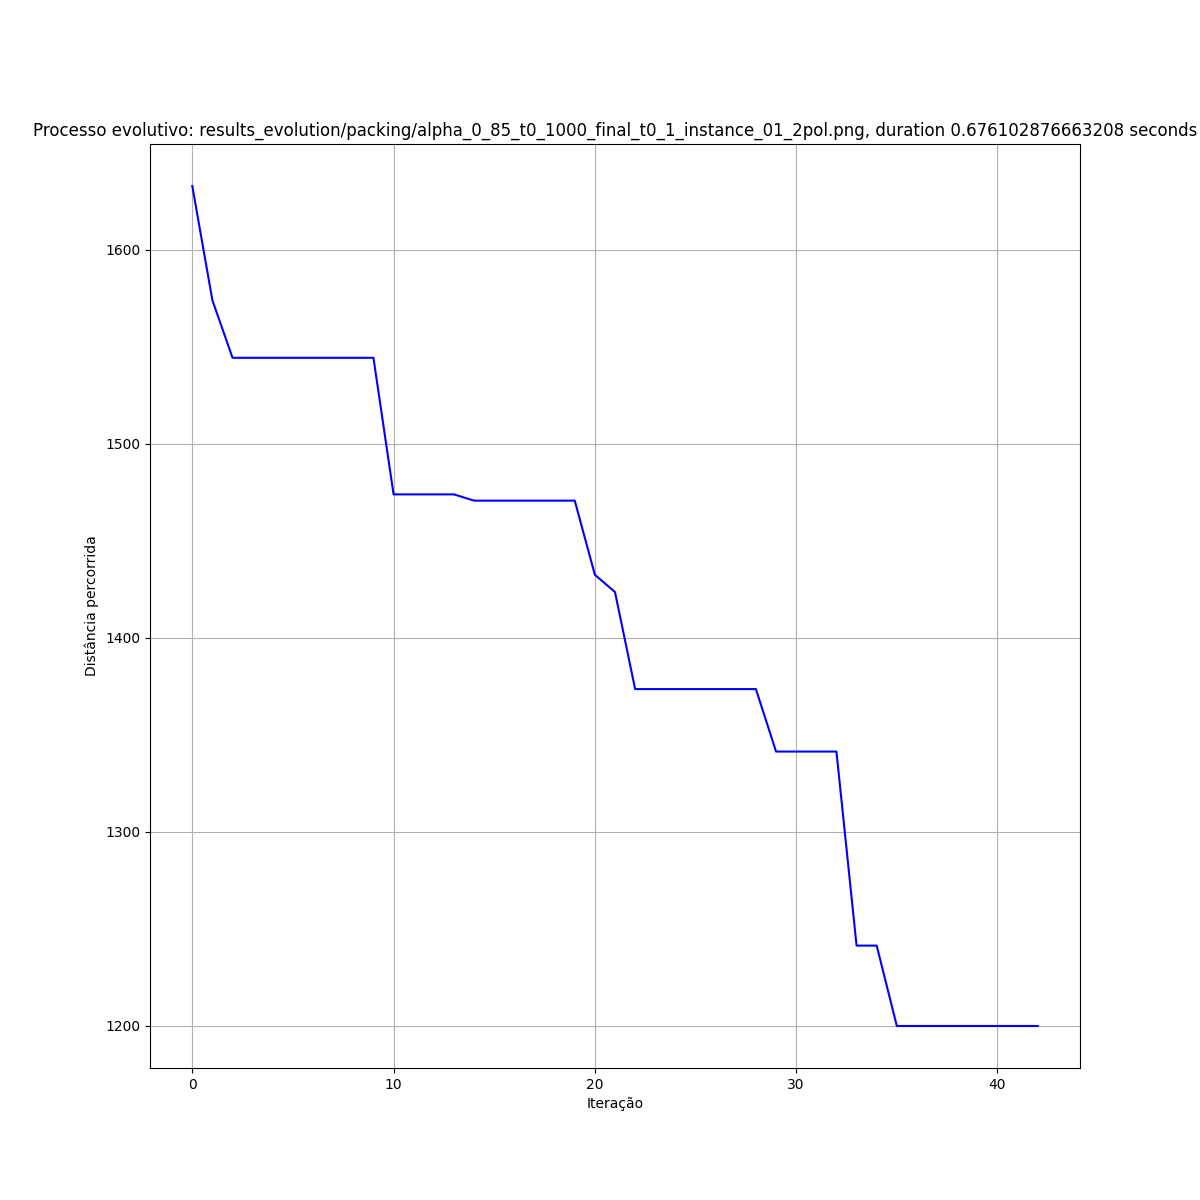 Processo evolutivo: results_evolution/packing/alpha_0_85_t0_1000_final_t0_1_instance_01_2pol.png, duration 0.676102876663208 seconds
1600
1500
1400
1300
1200
Distância percorrida
0 10 20 30 40
Iteração